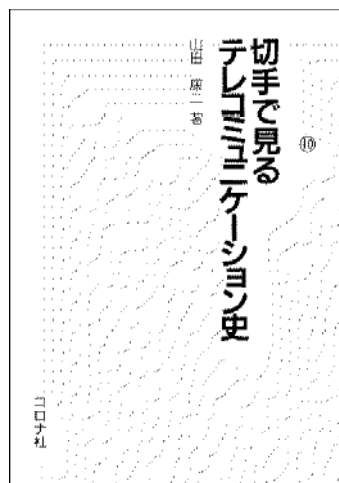 ⑩
切手で見る
テレコミュニケーション史
山田 康二 著
コロナ社